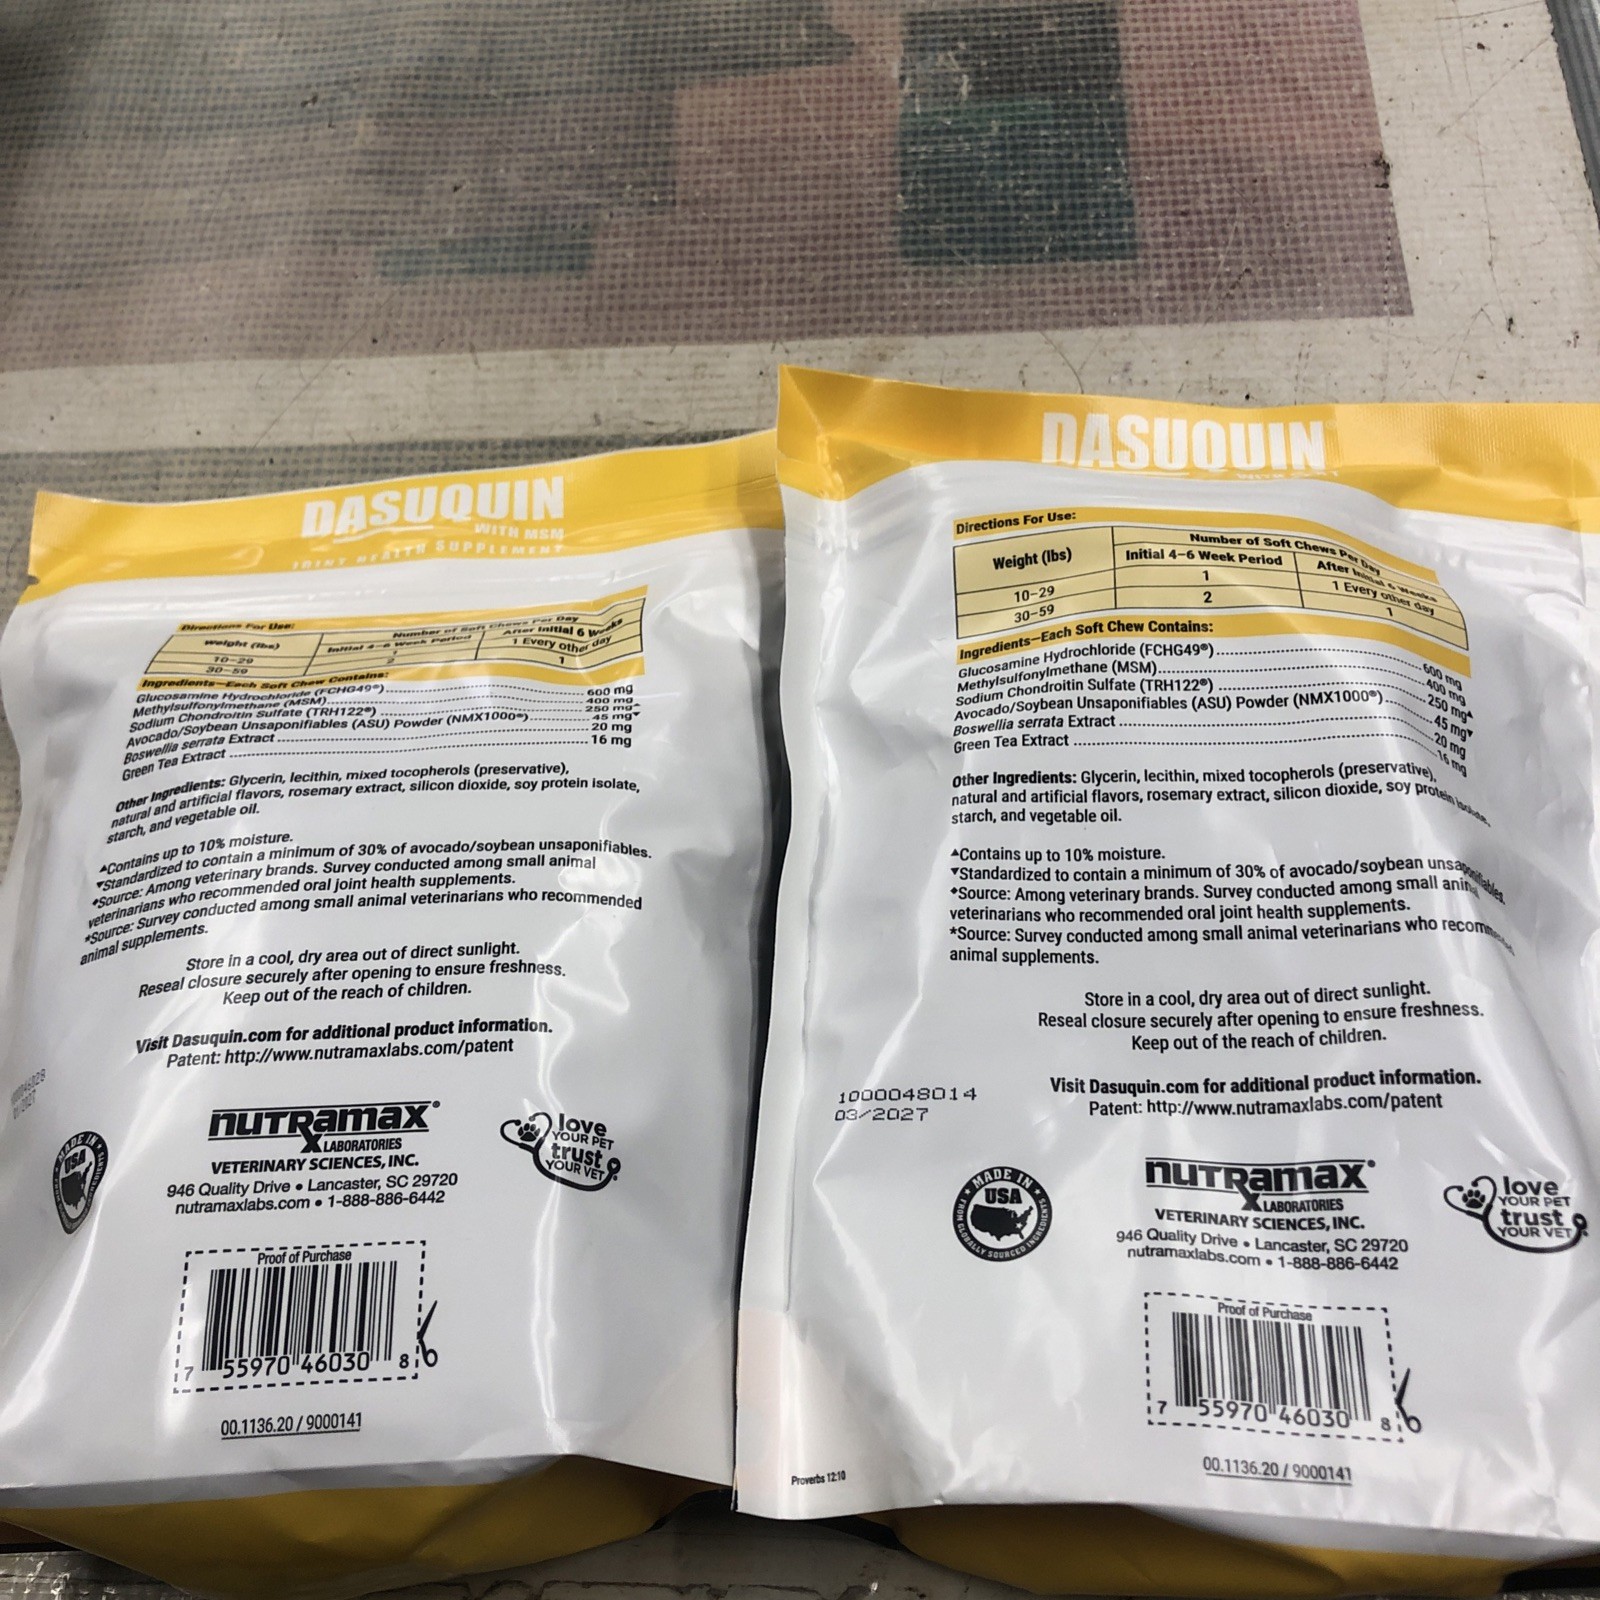 DASUQUIN
WITH MSM
JOINT HEALTH SUPPLEMENT
Directions For Use:
Number of Soft Chews Per Day
Weight (lbs)
Initial 4–6 Week Period
After Initial 6 Weeks
10–29
1
1 Every other day
30–59
2
1
Ingredients—Each Soft Chew Contains:
Glucosamine Hydrochloride (FCHG49®) 600 mg
Methylsulfonylmethane (MSM) 400 mg
Sodium Chondroitin Sulfate (TRH122®) 250 mg▲
Avocado/Soybean Unsaponifiables (ASU) Powder (NMX1000®) 45 mg▼
Boswellia serrata Extract 20 mg
Green Tea Extract 16 mg
Other Ingredients: Glycerin, lecithin, mixed tocopherols (preservative),
natural and artificial flavors, rosemary extract, silicon dioxide, soy protein isolate,
starch, and vegetable oil.
▲Contains up to 10% moisture.
▼Standardized to contain a minimum of 30% of avocado/soybean unsaponifiables.
◆Source: Among veterinary brands. Survey conducted among small animal
veterinarians who recommended oral joint health supplements.
*Source: Survey conducted among small animal veterinarians who recommended
animal supplements.
Store in a cool, dry area out of direct sunlight.
Reseal closure securely after opening to ensure freshness.
Keep out of the reach of children.
Visit Dasuquin.com for additional product information.
Patent: http://www.nutramaxlabs.com/patent
MADE IN
USA
nutramax®
LABORATORIES
VETERINARY SCIENCES, INC.
946 Quality Drive • Lancaster, SC 29720
nutramaxlabs.com • 1-888-886-6442
love
YOUR PET
trust
YOUR VET
Proof of Purchase
7 55970 46030 8
00.1136.20 / 9000141
DASUQUIN
Directions For Use:
Number of Soft Chews Per Day
Weight (lbs)
Initial 4–6 Week Period
After Initial 6 Weeks
10-29
1
1 Every other day
30-59
2
1
Ingredients—Each Soft Chew Contains:
Glucosamine Hydrochloride (FCHG49®) 600 mg
Methylsulfonylmethane (MSM) 400 mg
Sodium Chondroitin Sulfate (TRH122®) 250 mg▲
Avocado/Soybean Unsaponifiables (ASU) Powder (NMX1000®) 45 mg▼
Boswellia serrata Extract 20 mg
Green Tea Extract 16 mg
Other Ingredients: Glycerin, lecithin, mixed tocopherols (preservative),
natural and artificial flavors, rosemary extract, silicon dioxide, soy protein isolate,
starch, and vegetable oil.
▲Contains up to 10% moisture.
▼Standardized to contain a minimum of 30% of avocado/soybean unsaponifiables.
◆Source: Among veterinary brands. Survey conducted among small animal
veterinarians who recommended oral joint health supplements.
*Source: Survey conducted among small animal veterinarians who recommended
animal supplements.
Store in a cool, dry area out of direct sunlight.
Reseal closure securely after opening to ensure freshness.
Keep out of the reach of children.
Visit Dasuquin.com for additional product information.
Patent: http://www.nutramaxlabs.com/patent
1000048014
03/2027
MADE IN
USA
FROM GLOBALLY SOURCED INGREDIENTS
nutramax®
LABORATORIES
VETERINARY SCIENCES, INC.
946 Quality Drive • Lancaster, SC 29720
nutramaxlabs.com • 1-888-886-6442
love
YOUR PET
trust
YOUR VET
Proof of Purchase
7 55970 46030 8
00.1136.20 / 9000141
Proverbs 12:10